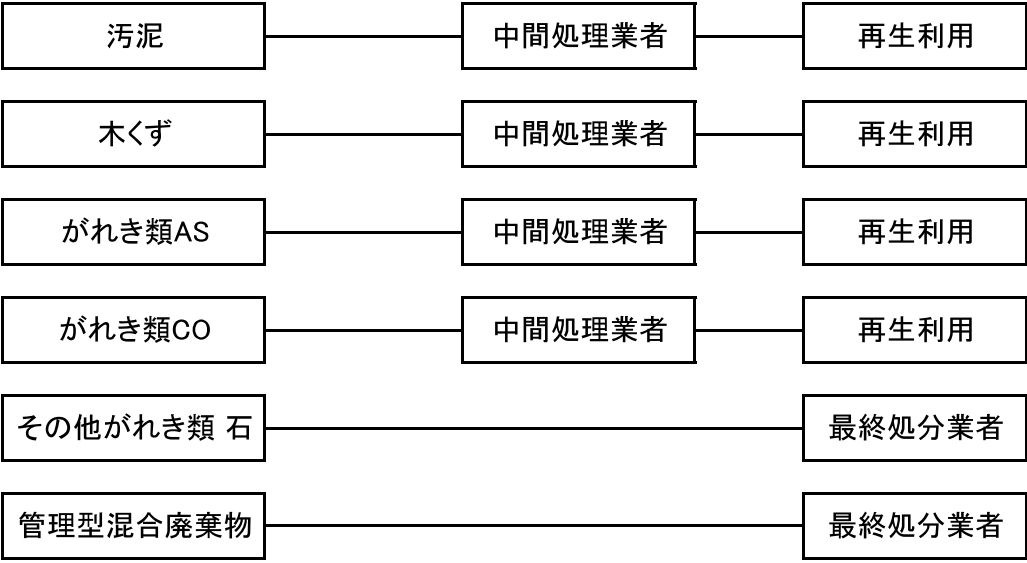 汚泥 中間処理業者 再生利用
木くず 中間処理業者 再生利用
がれき類AS 中間処理業者 再生利用
がれき類CO 中間処理業者 再生利用
その他がれき類 石 最終処分業者
管理型混合廃棄物 最終処分業者